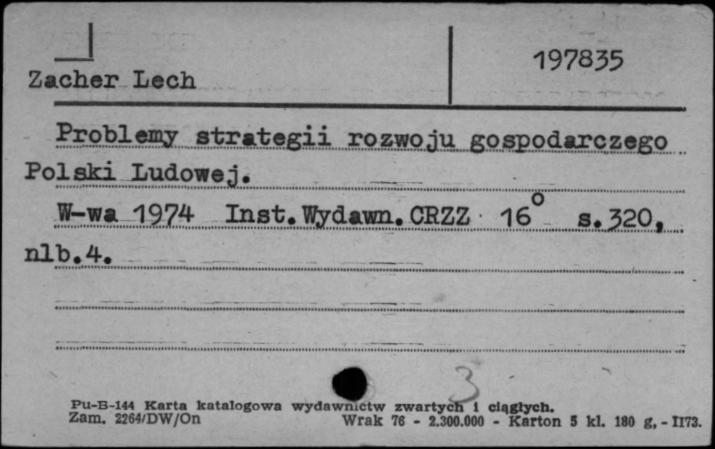 197835
Zacher Lech
Problemy strategii rozwoju gospodarczego
Polski Ludowej.
W-wa 1974 Inst.Wydawn.CRZZ 16° s.320,
nlb.4.
3
Pu-B-144 Karta katalogowa wydawnictw zwartych i ciągłych.
Zam. 2264/DW/On Wrak 76 - 2.300.000 - Karton 5 kl. 180 g, - II73.